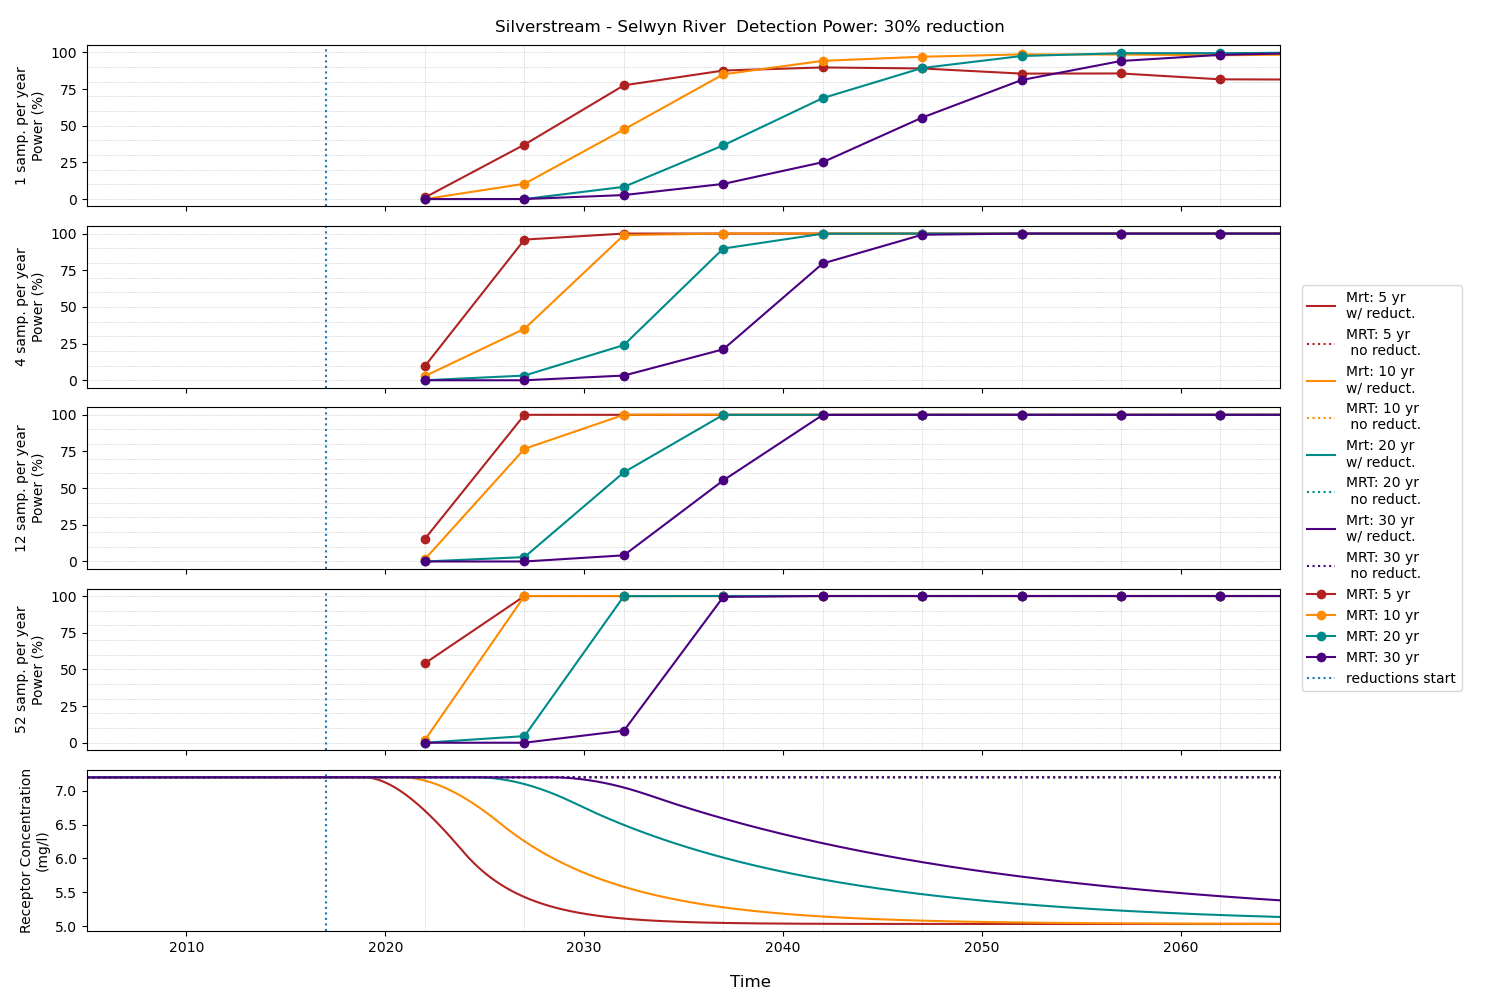 Silverstream - Selwyn River  Detection Power: 30% reduction
1 samp. per year
Power (%)
100
75
50
25
0
4 samp. per year
Power (%)
100
75
50
25
0
12 samp. per year
Power (%)
100
75
50
25
0
52 samp. per year
Power (%)
100
75
50
25
0
Receptor Concentration
(mg/l)
7.0
6.5
6.0
5.5
5.0
2010 2020 2030 2040 2050 2060
Time
Mrt: 5 yr
w/ reduct.
MRT: 5 yr
no reduct.
Mrt: 10 yr
w/ reduct.
MRT: 10 yr
no reduct.
Mrt: 20 yr
w/ reduct.
MRT: 20 yr
no reduct.
Mrt: 30 yr
w/ reduct.
MRT: 30 yr
no reduct.
MRT: 5 yr
MRT: 10 yr
MRT: 20 yr
MRT: 30 yr
reductions start